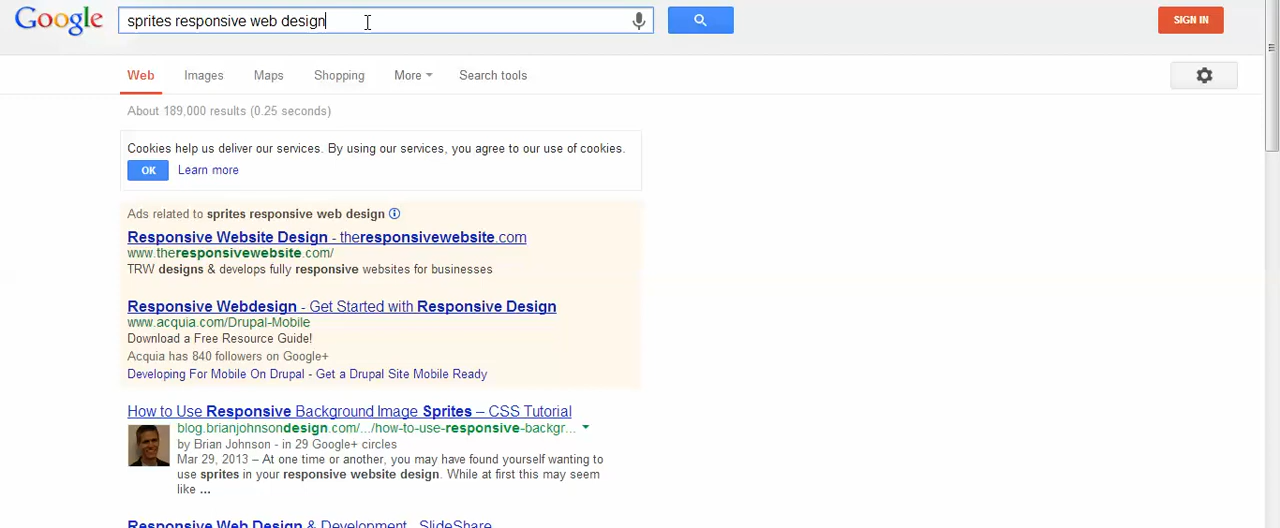 Google sprites responsive web design SIGN IN
Web Images Maps Shopping More Search tools
About 189,000 results (0.25 seconds)
Cookies help us deliver our services. By using our services, you agree to our use of cookies.
OK Learn more
Ads related to sprites responsive web design
Responsive Website Design - theresponsivewebsite.com
www.theresponsivewebsite.com/
TRW designs & develops fully responsive websites for businesses
Responsive Webdesign - Get Started with Responsive Design
www.acquia.com/Drupal-Mobile
Download a Free Resource Guide!
Acquia has 840 followers on Google+
Developing For Mobile On Drupal - Get a Drupal Site Mobile Ready
How to Use Responsive Background Image Sprites – CSS Tutorial
blog.brianjohnsondesign.com/.../how-to-use-responsive-backgr...
by Brian Johnson - in 29 Google+ circles
Mar 29, 2013 – At one time or another, you may have found yourself wanting to
use sprites in your responsive website design. While at first this may seem
like ...
Responsive Web Design & Development - SlideShare